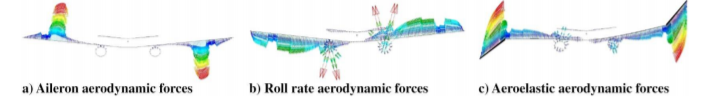 a) Aileron aerodynamic forces
b) Roll rate aerodynamic forces
c) Aeroelastic aerodynamic forces